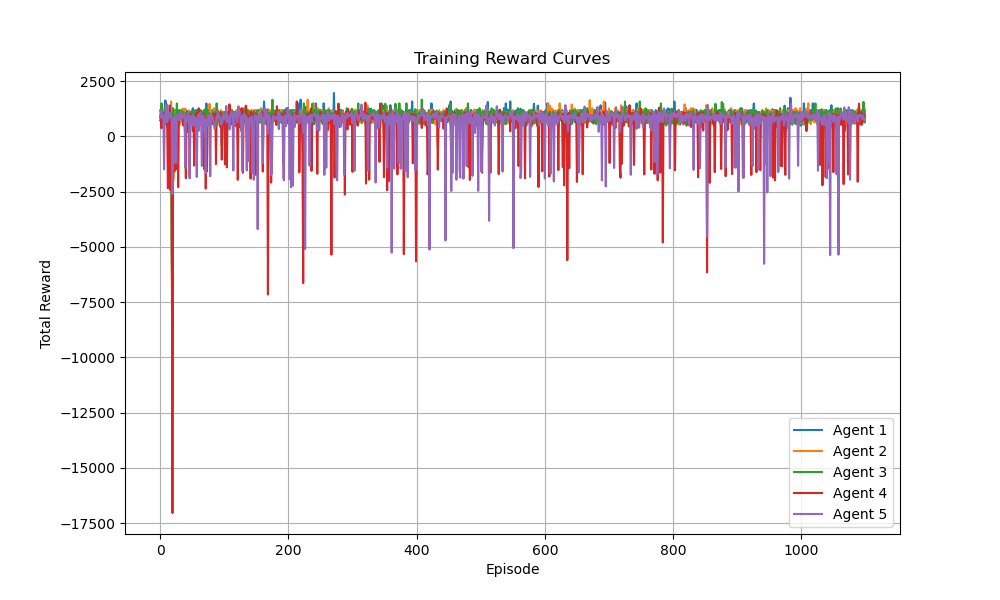 Training Reward Curves
Total Reward
2500
0
−2500
−5000
−7500
−10000
−12500
−15000
−17500
0 200 400 600 800 1000
Episode
Agent 1
Agent 2
Agent 3
Agent 4
Agent 5